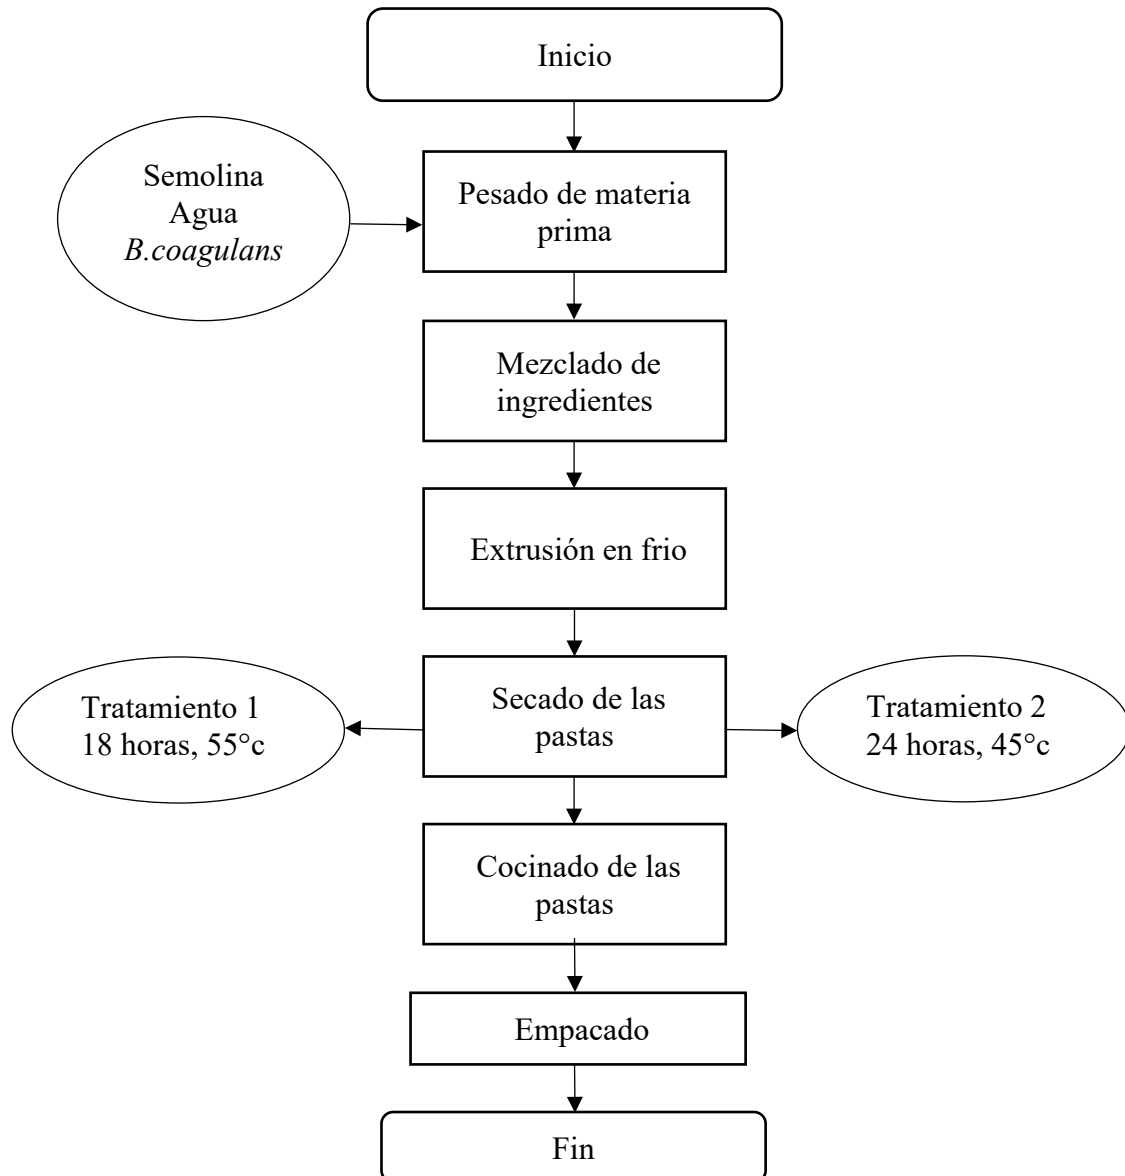 Inicio
Semolina
Agua
B.coagulans
Pesado de materia
prima
Mezclado de
ingredientes
Extrusión en frio
Tratamiento 1
18 horas, 55°c
Secado de las
pastas
Tratamiento 2
24 horas, 45°c
Cocinado de las
pastas
Empacado
Fin